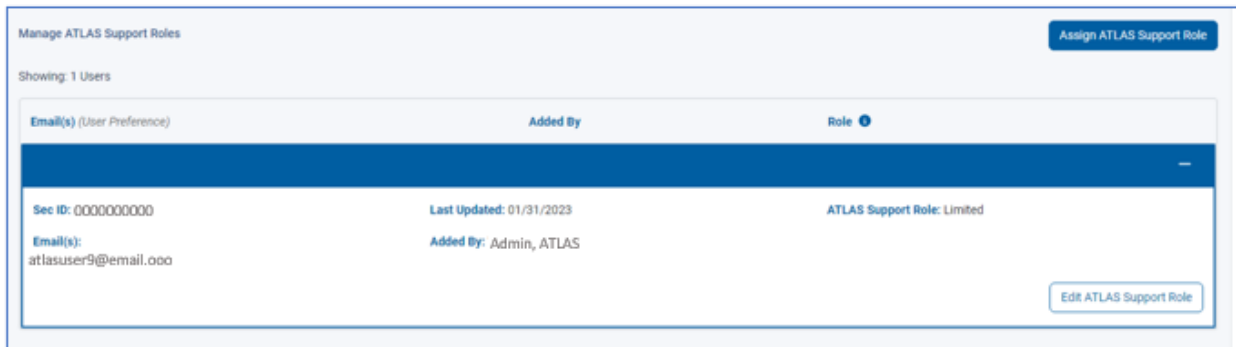 Manage ATLAS Support Roles
Assign ATLAS Support Role
Showing: 1 Users
Email(s) (User Preference) Added By Role
Sec ID: 0000000000 Last Updated: 01/31/2023 ATLAS Support Role: Limited
Email(s): Added By: Admin, ATLAS
atlasuser9@email.ooo
Edit ATLAS Support Role